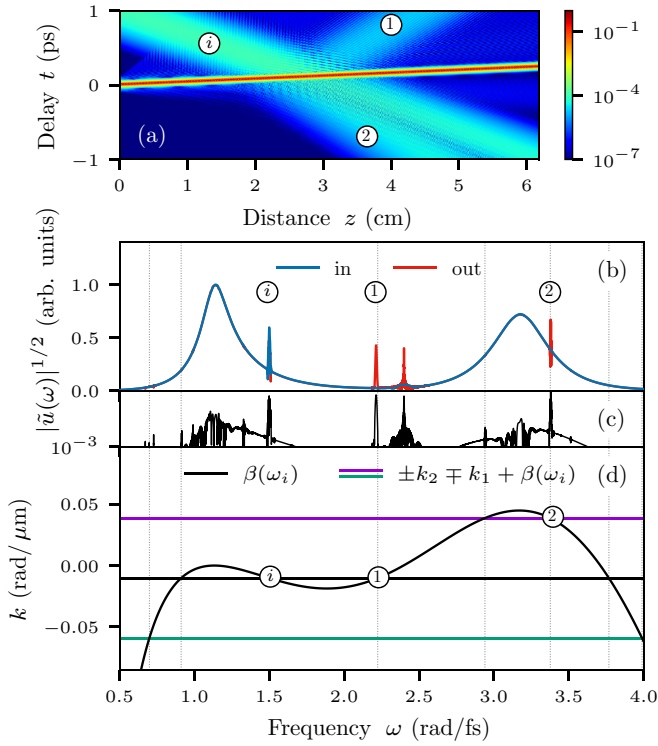 1
0
−1
Delay t (ps)
i
1
2
(a)
10⁻¹
10⁻⁴
10⁻⁷
0 1 2 3 4 5 6
Distance z (cm)
|ũ(ω)|^{1/2} (arb. units)
1.0
0.5
0.0
in out (b)
i 1 2
10⁻³
(c)
β(ω_i) ±k₂ ∓ k₁ + β(ω_i) (d)
k (rad/μm)
0.05
0.00
−0.05
i 1 2
0.5 1.0 1.5 2.0 2.5 3.0 3.5 4.0
Frequency ω (rad/fs)